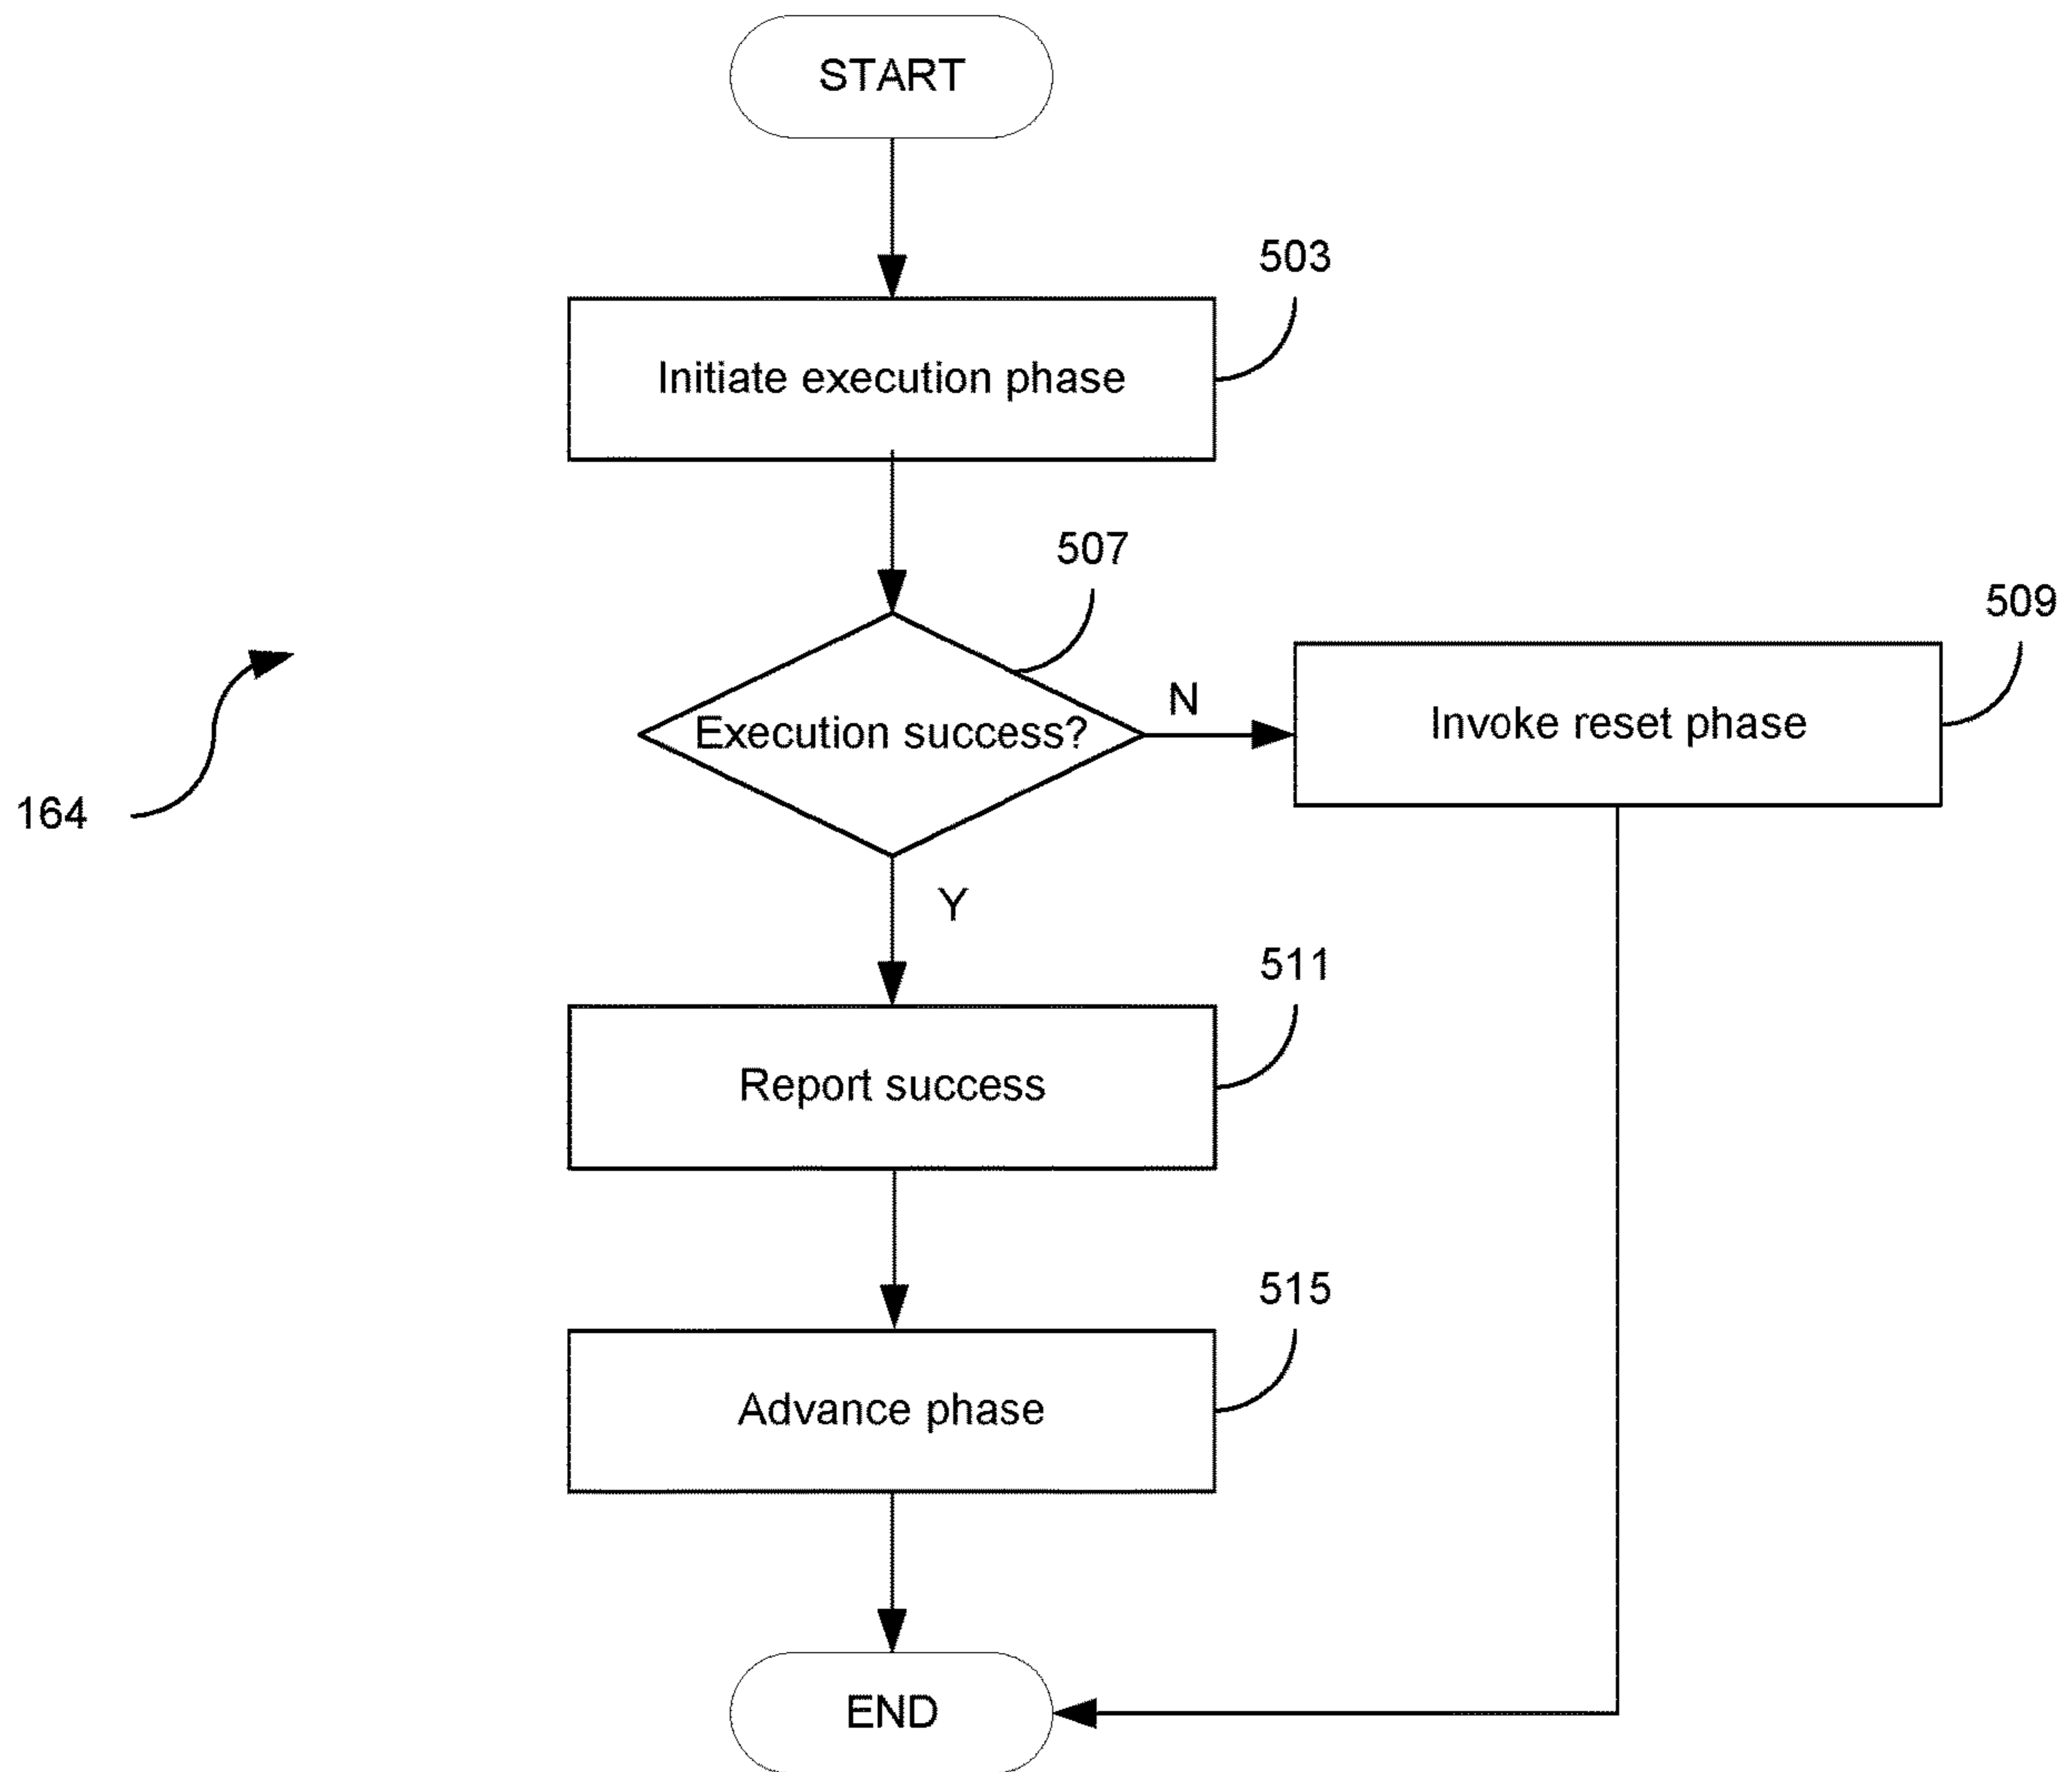 START
503
Initiate execution phase
507
509
Execution success?
N
Invoke reset phase
164
Y
511
Report success
515
Advance phase
END